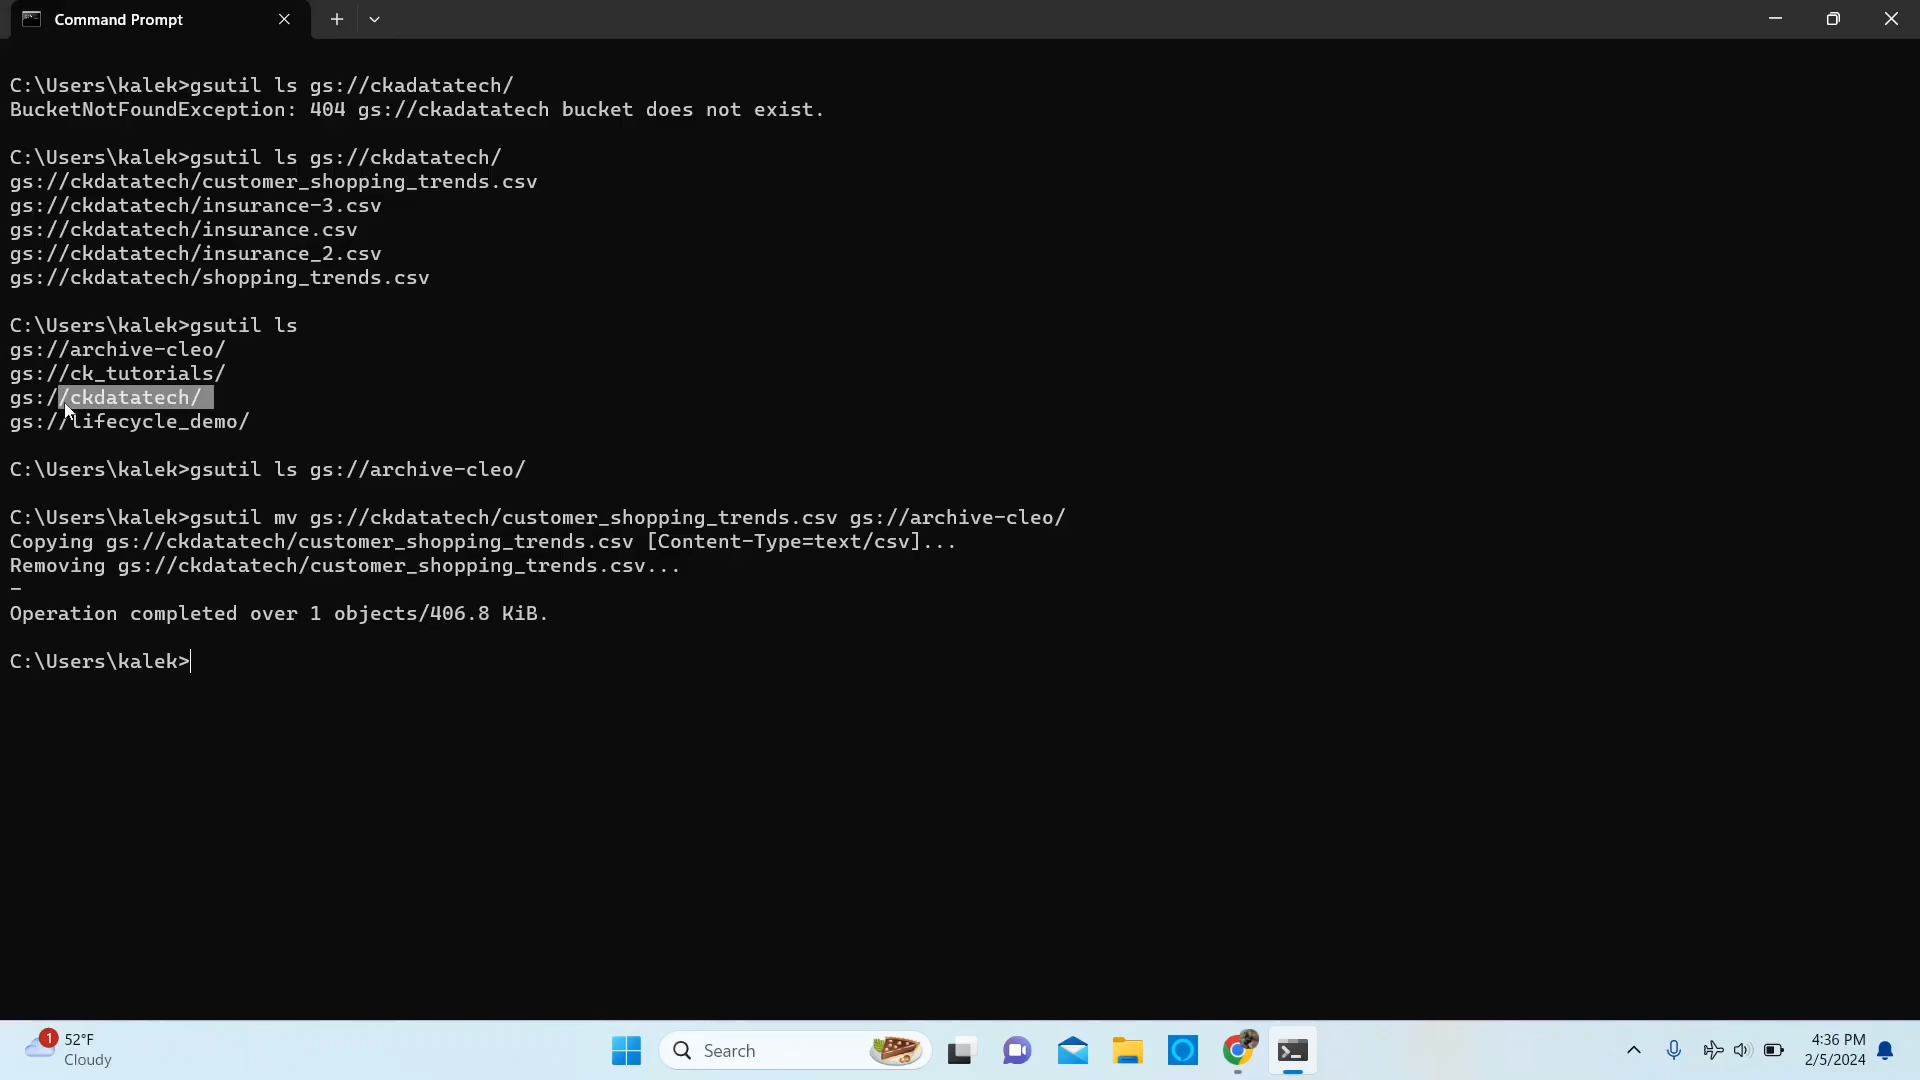 Command Prompt
C:\Users\kalek>gsutil ls gs://ckadatatech/
BucketNotFoundException: 404 gs://ckadatatech bucket does not exist.
C:\Users\kalek>gsutil ls gs://ckdatatech/
gs://ckdatatech/customer_shopping_trends.csv
gs://ckdatatech/insurance-3.csv
gs://ckdatatech/insurance.csv
gs://ckdatatech/insurance_2.csv
gs://ckdatatech/shopping_trends.csv
C:\Users\kalek>gsutil ls
gs://archive-cleo/
gs://ck_tutorials/
gs://ckdatatech/
gs://lifecycle_demo/
C:\Users\kalek>gsutil ls gs://archive-cleo/
C:\Users\kalek>gsutil mv gs://ckdatatech/customer_shopping_trends.csv gs://archive-cleo/
Copying gs://ckdatatech/customer_shopping_trends.csv [Content-Type=text/csv]...
Removing gs://ckdatatech/customer_shopping_trends.csv...
-
Operation completed over 1 objects/406.8 KiB.
C:\Users\kalek>
1
52°F
Cloudy
Search
4:36 PM
2/5/2024